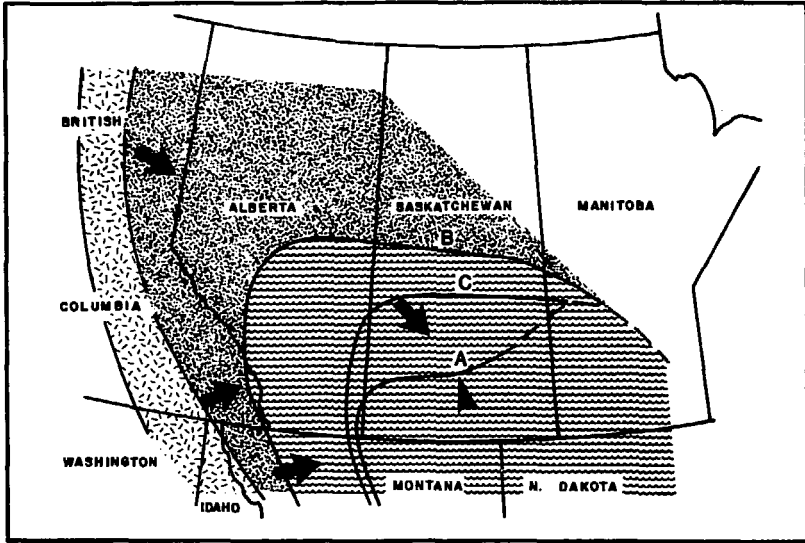 BRITISH
ALBERTA
SASKATCHEWAN
MANITOBA
B
C
COLUMBIA
A
WASHINGTON
MONTANA
N. DAKOTA
IDAHO